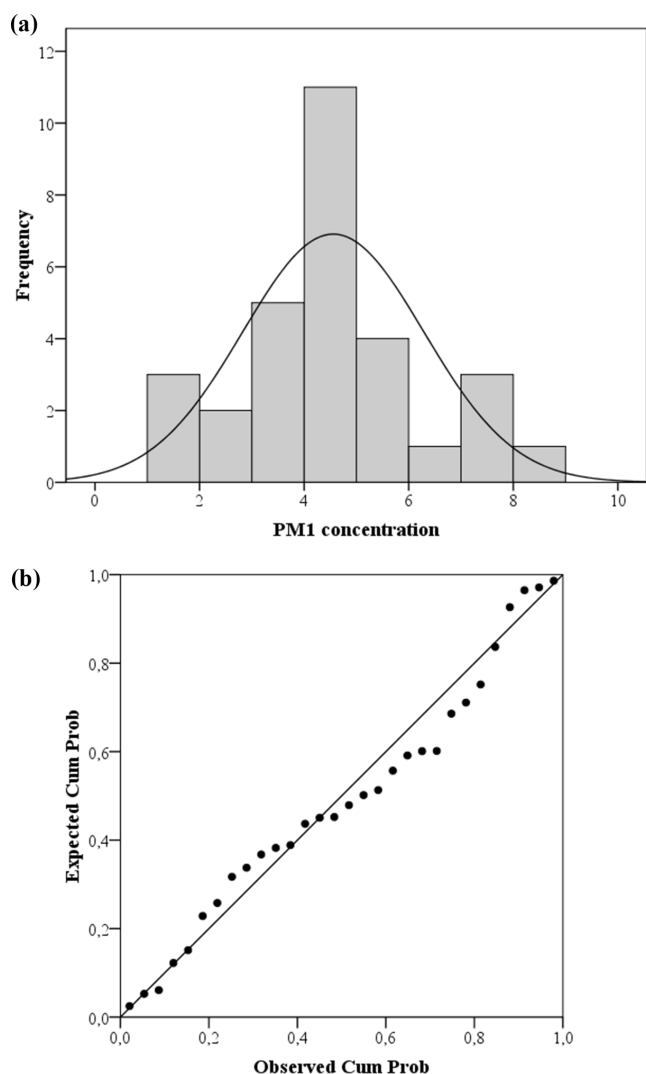 (a)
12
10
8
6
4
2
0
Frequency
0 2 4 6 8 10
PM1 concentration
(b)
1,0
0,8
0,6
0,4
0,2
0,0
Expected Cum Prob
0,0 0,2 0,4 0,6 0,8 1,0
Observed Cum Prob